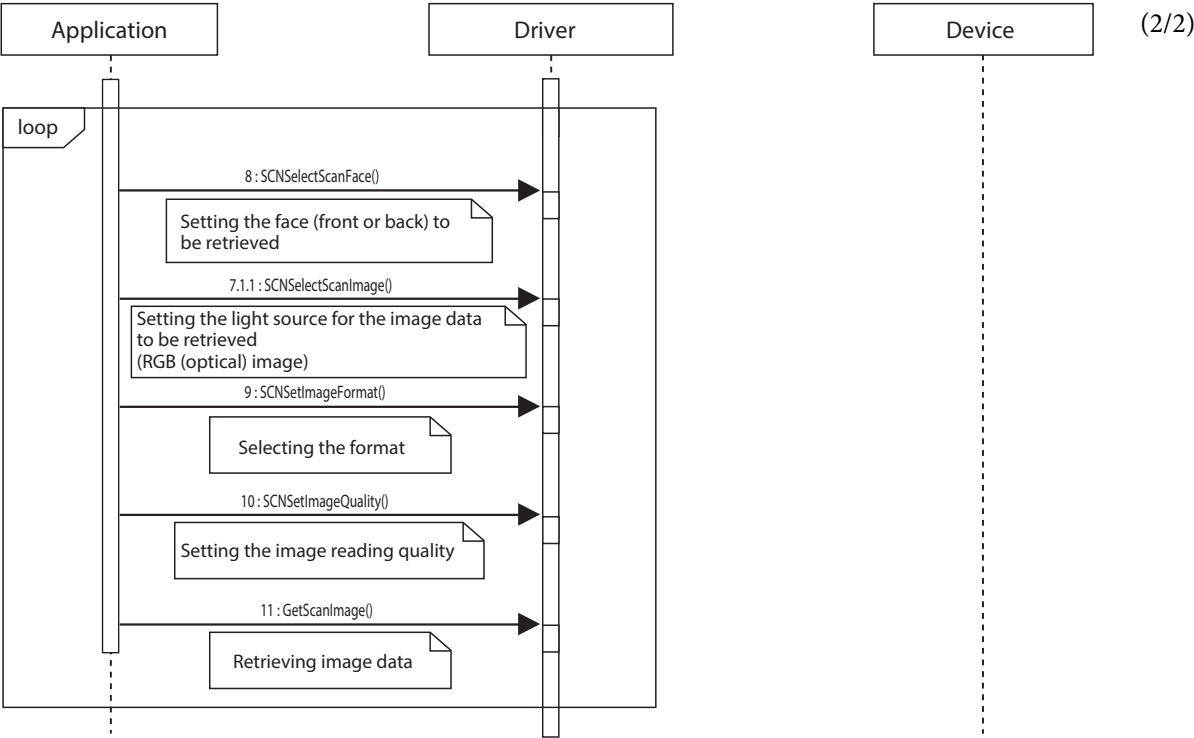 Application
Driver
Device
(2/2)
loop
8 : SCNSelectScanFace()
Setting the face (front or back) to
be retrieved
7.1.1 : SCNSelectScanImage()
Setting the light source for the image data
to be retrieved
(RGB (optical) image)
9 : SCNSetImageFormat()
Selecting the format
10 : SCNSetImageQuality()
Setting the image reading quality
11 : GetScanImage()
Retrieving image data